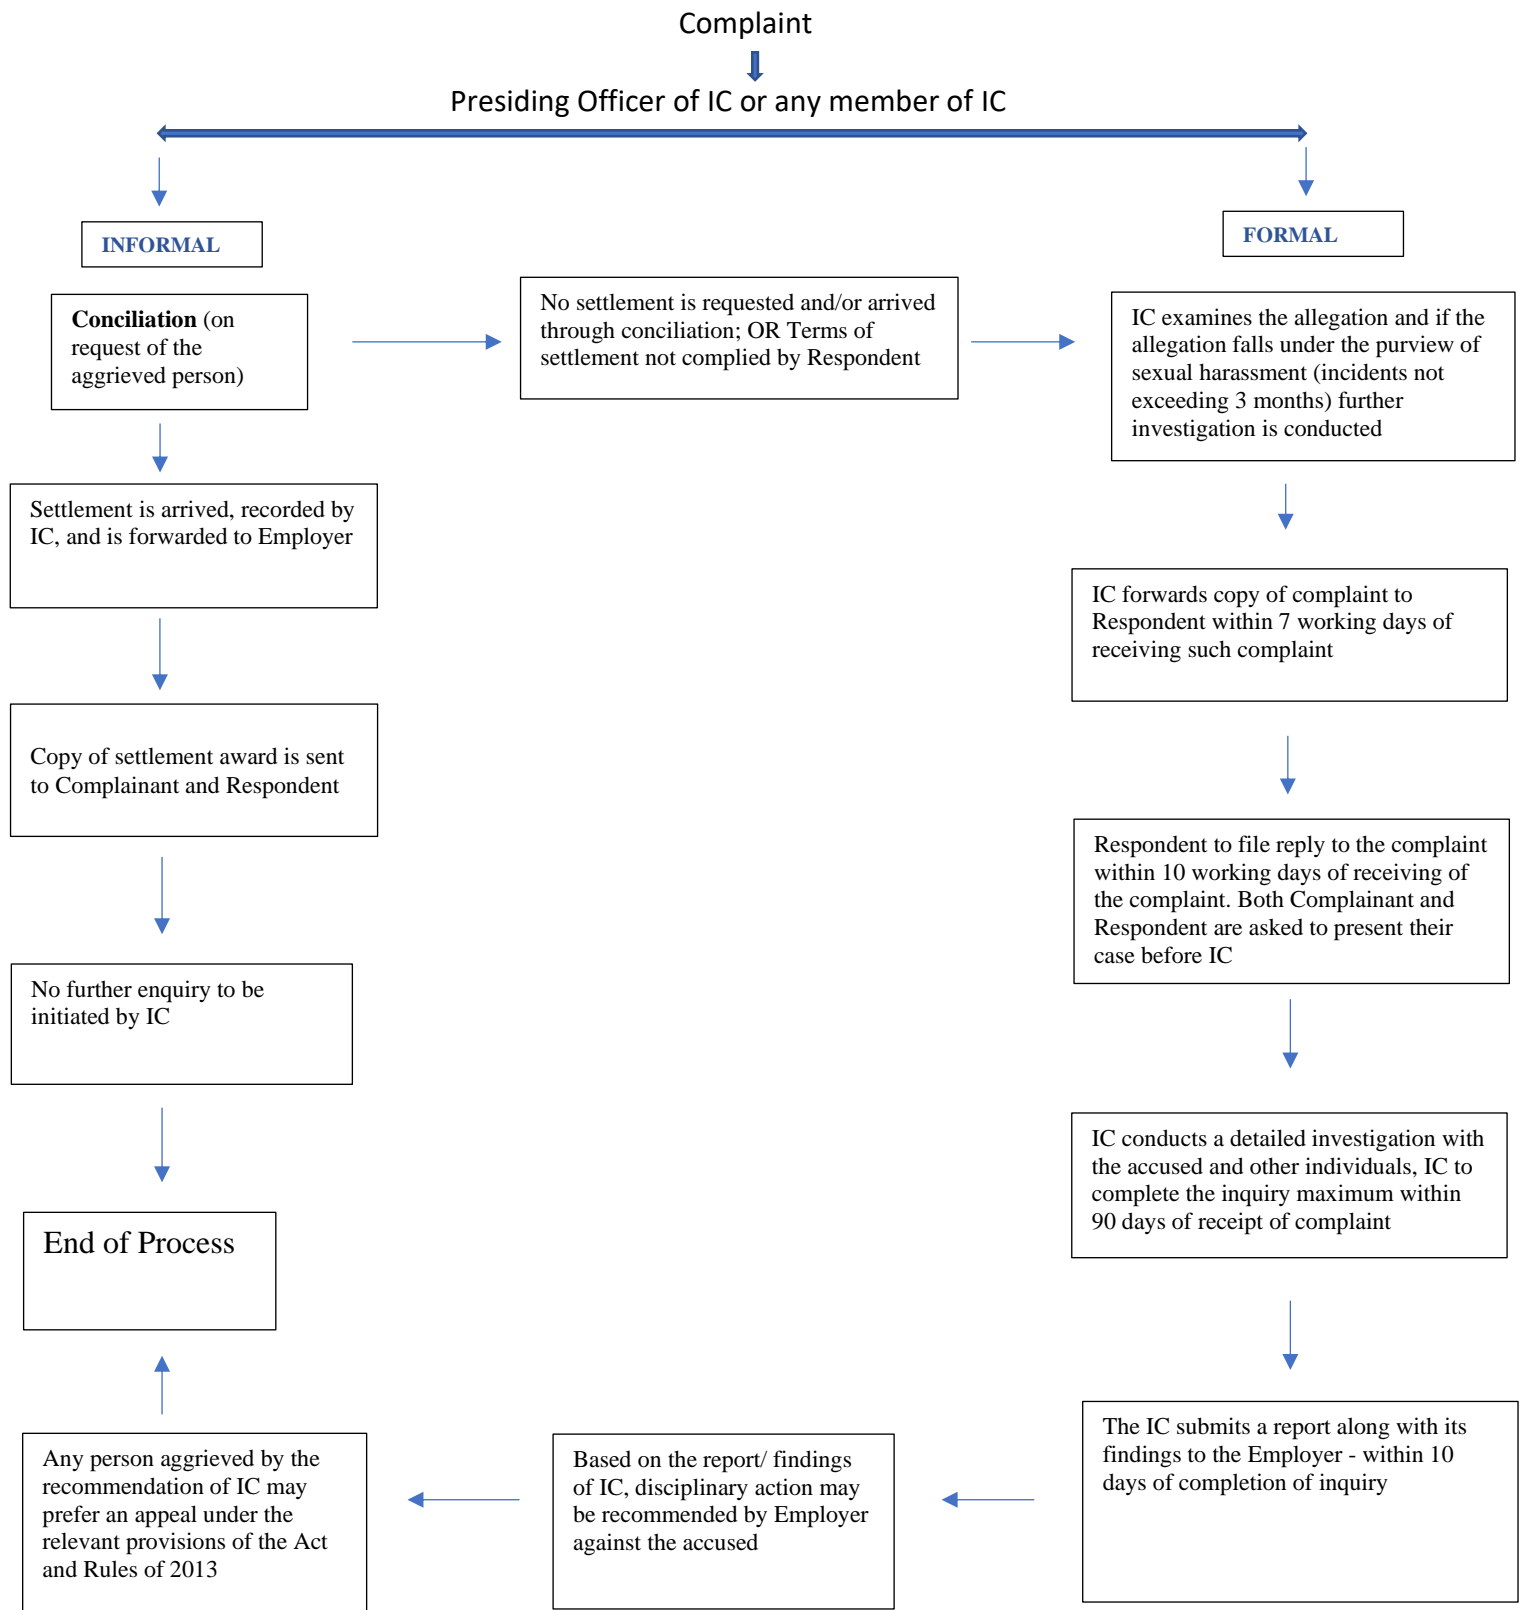 Complaint
Presiding Officer of IC or any member of IC
INFORMAL
FORMAL
Conciliation (on
request of the
aggrieved person)
No settlement is requested and/or arrived
through conciliation; OR Terms of
settlement not complied by Respondent
IC examines the allegation and if the
allegation falls under the purview of
sexual harassment (incidents not
exceeding 3 months) further
investigation is conducted
Settlement is arrived, recorded by
IC, and is forwarded to Employer
IC forwards copy of complaint to
Respondent within 7 working days of
receiving such complaint
Copy of settlement award is sent
to Complainant and Respondent
Respondent to file reply to the complaint
within 10 working days of receiving of
the complaint. Both Complainant and
Respondent are asked to present their
case before IC
No further enquiry to be
initiated by IC
IC conducts a detailed investigation with
the accused and other individuals, IC to
complete the inquiry maximum within
90 days of receipt of complaint
End of Process
The IC submits a report along with its
findings to the Employer - within 10
days of completion of inquiry
Based on the report/ findings
of IC, disciplinary action may
be recommended by Employer
against the accused
Any person aggrieved by the
recommendation of IC may
prefer an appeal under the
relevant provisions of the Act
and Rules of 2013